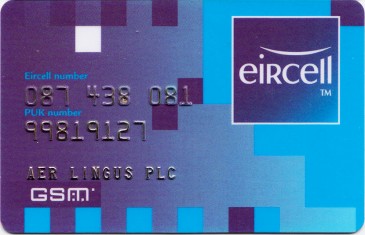 eircell
TM
Eircell number
087 438 081
PUK number
99819127
AER LINGUS PLC
GSM